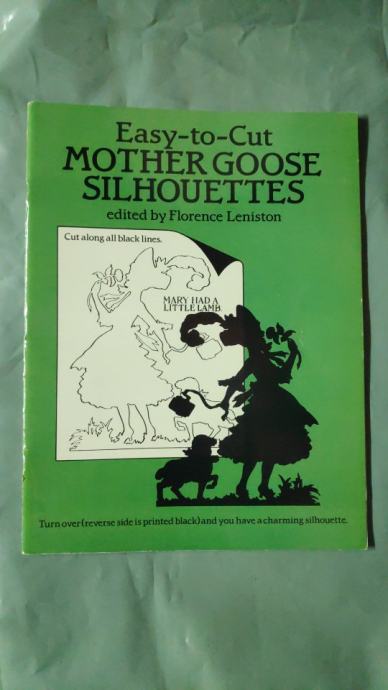 Easy-to-Cut
MOTHER GOOSE
SILHOUETTES
edited by Florence Leniston
Cut along all black lines.
MARY HAD A
LITTLE LAMB
Turn over (reverse side is printed black) and you have a charming silhouette.